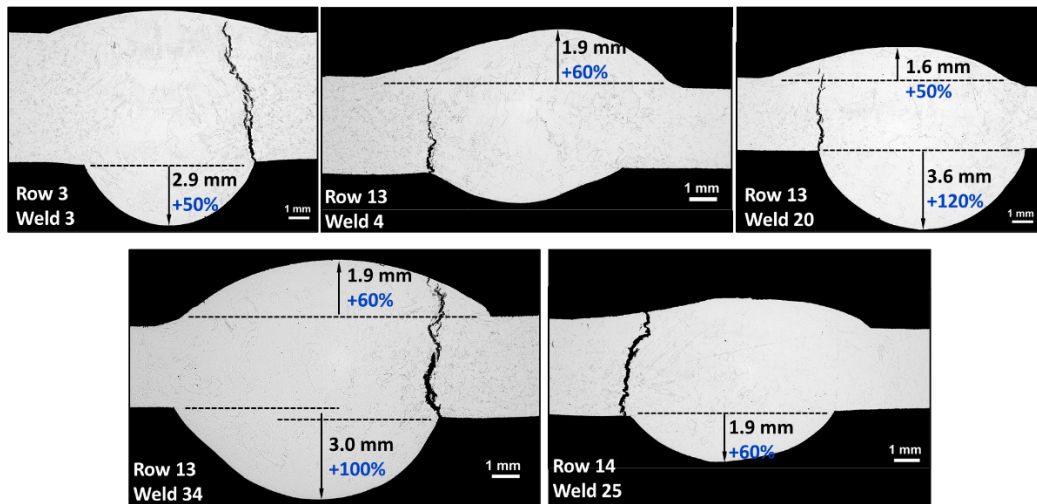 2.9 mm
+50%
Row 3
Weld 3
1 mm
1.9 mm
+60%
Row 13
Weld 4
1 mm
1.6 mm
+50%
3.6 mm
+120%
Row 13
Weld 20
1 mm
1.9 mm
+60%
3.0 mm
+100%
Row 13
Weld 34
1 mm
1.9 mm
+60%
Row 14
Weld 25
1 mm